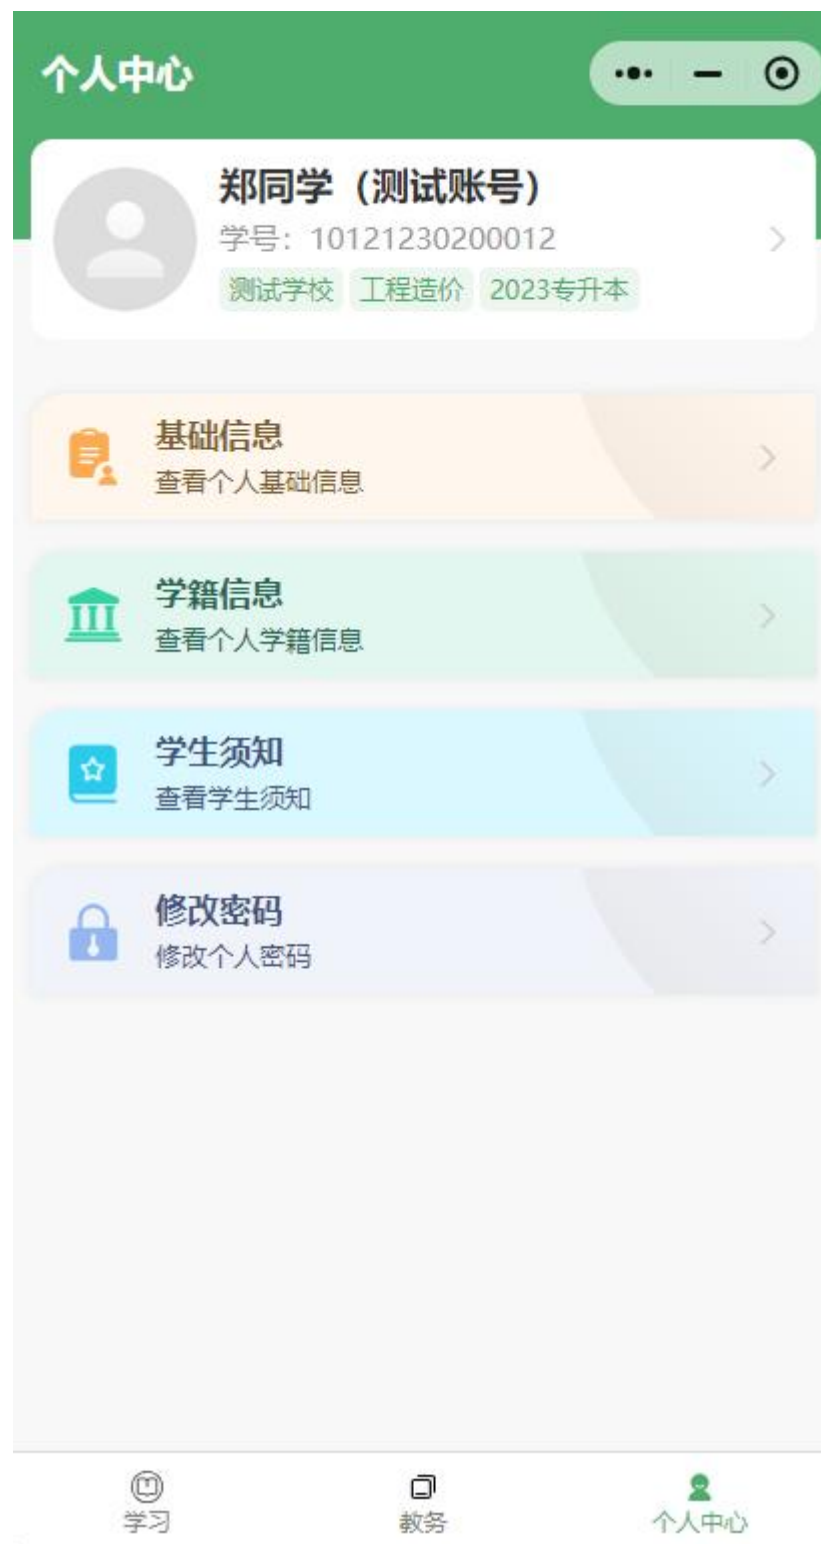 个人中心
郑同学（测试账号）
学号：10121230200012
测试学校 工程造价 2023专升本
基础信息
查看个人基础信息
学籍信息
查看个人学籍信息
学生须知
查看学生须知
修改密码
修改个人密码
学习 教务 个人中心